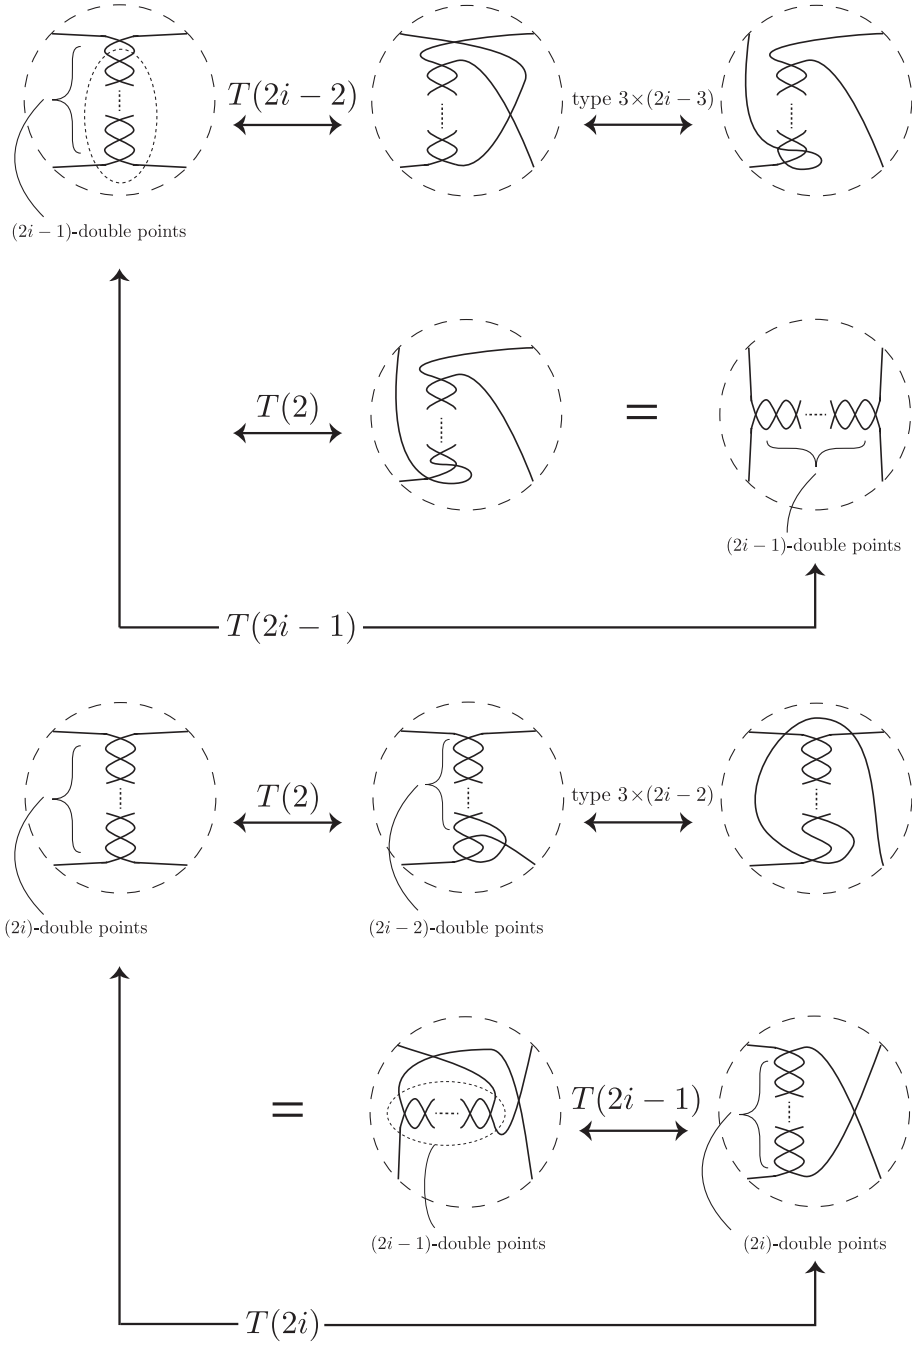 T(2i − 2)
type 3×(2i − 3)
(2i − 1)-double points
T(2)
=
(2i − 1)-double points
T(2i − 1)
T(2)
type 3×(2i − 2)
(2i)-double points
(2i − 2)-double points
=
T(2i − 1)
(2i − 1)-double points
(2i)-double points
T(2i)